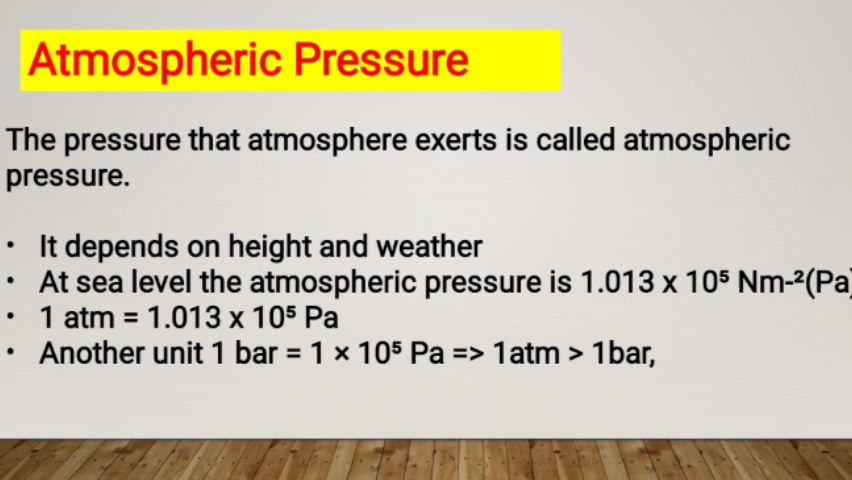 Atmospheric Pressure
The pressure that atmosphere exerts is called atmospheric
pressure.
• It depends on height and weather
• At sea level the atmospheric pressure is 1.013 x 10⁵ Nm-²(Pa)
• 1 atm = 1.013 x 10⁵ Pa
• Another unit 1 bar = 1 × 10⁵ Pa => 1atm > 1bar,